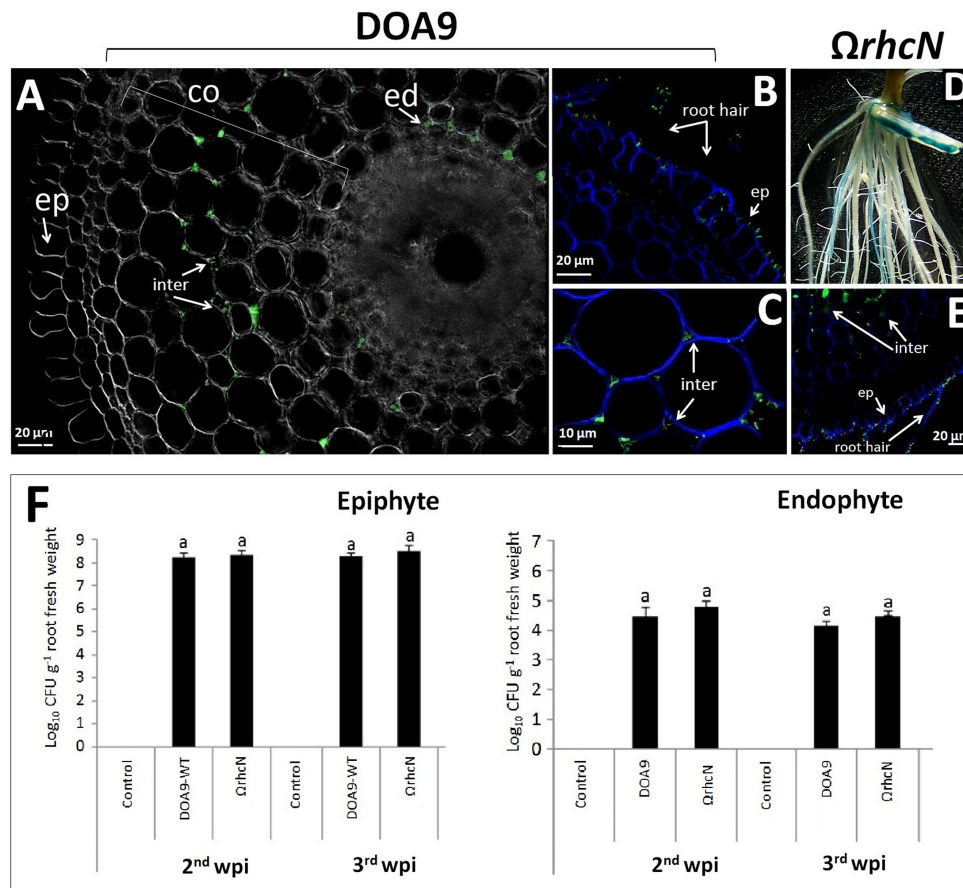 DOA9
ΩrhcN
A
co
ed
ep
inter
20 µm
B
root hair
ep
20 µm
C
inter
10 µm
D
E
inter
ep
root hair
20 µm
F
Epiphyte
Log₁₀ CFU g⁻¹ root fresh weight
9
8
7
6
5
4
3
2
1
0
a
a
a
a
Control
DOA9-WT
ΩrhcN
Control
DOA9-WT
ΩrhcN
2nd wpi
3rd wpi
Endophyte
Log₁₀ CFU g⁻¹ root fresh weight
7
6
5
4
3
2
1
0
a
a
a
a
Control
DOA9
ΩrhcN
Control
DOA9
ΩrhcN
2nd wpi
3rd wpi